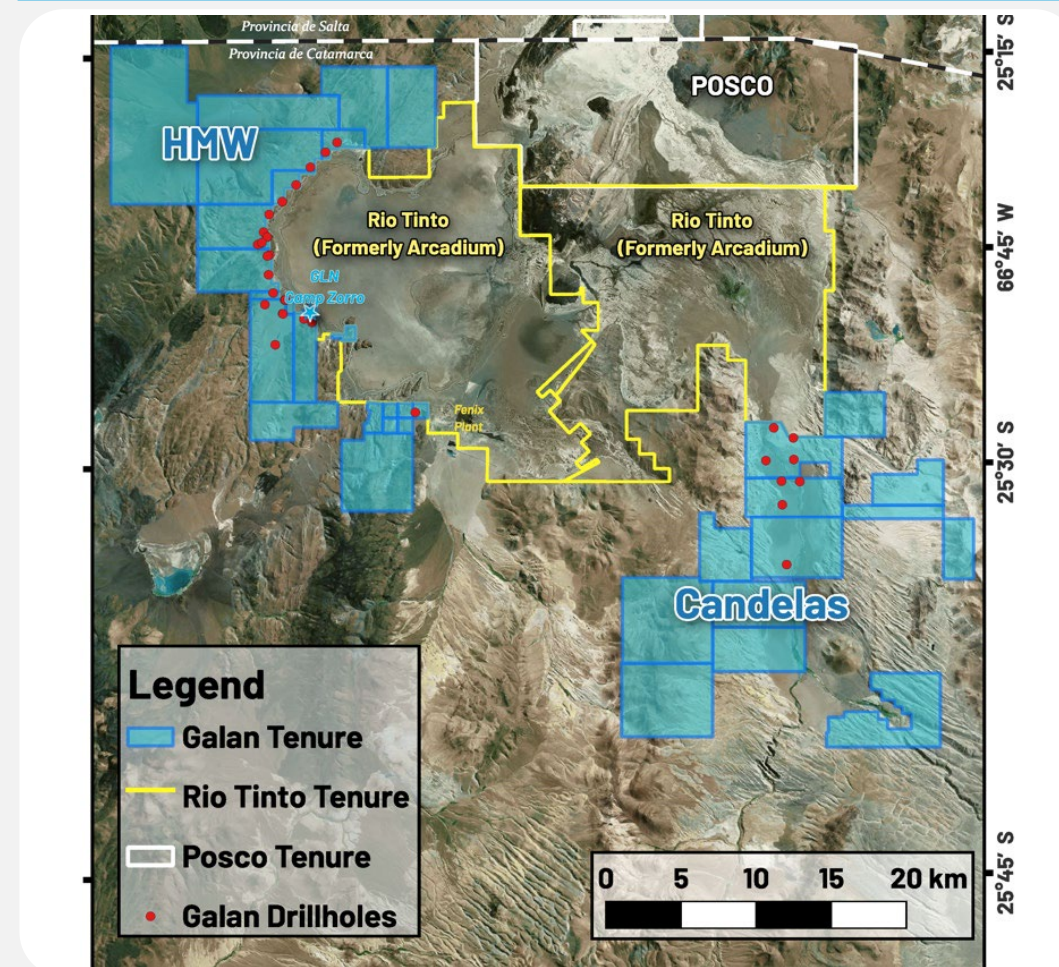 Provincia de Salta
Provincia de Catamarca
25°15′ S
POSCO
HMW
Rio Tinto
(Formerly Arcadium)
Rio Tinto
(Formerly Arcadium)
66°45′ W
GLN
Camp Zorro
Fenix
Plant
25°30′ S
Candelas
Legend
Galan Tenure
Rio Tinto Tenure
Posco Tenure
Galan Drillholes
0 5 10 15 20 km
25°45′ S